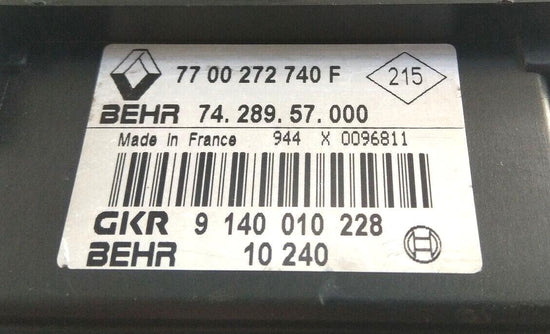 77 00 272 740 F 215
BEHR 74.289.57.000
Made in France 944 X 0096811
GKR 9 140 010 228
BEHR 10 240